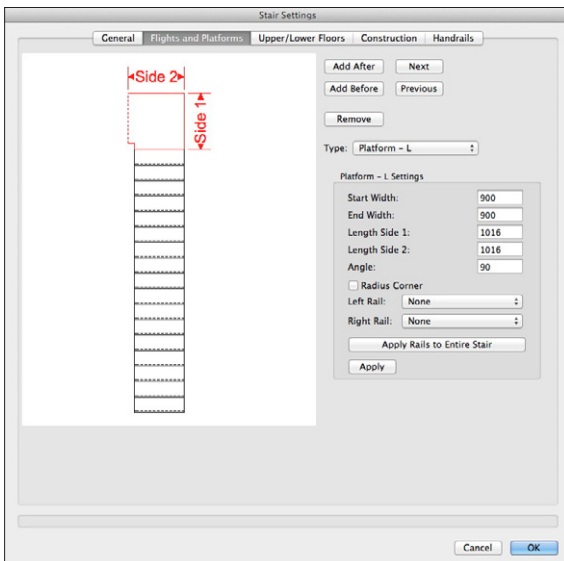 Stair Settings
General Flights and Platforms Upper/Lower Floors Construction Handrails
Side 2
Side 1
Add After Next
Add Before Previous
Remove
Type: Platform - L
Platform - L Settings
Start Width: 900
End Width: 900
Length Side 1: 1016
Length Side 2: 1016
Angle: 90
Radius Corner
Left Rail: None
Right Rail: None
Apply Rails to Entire Stair
Apply
Cancel OK